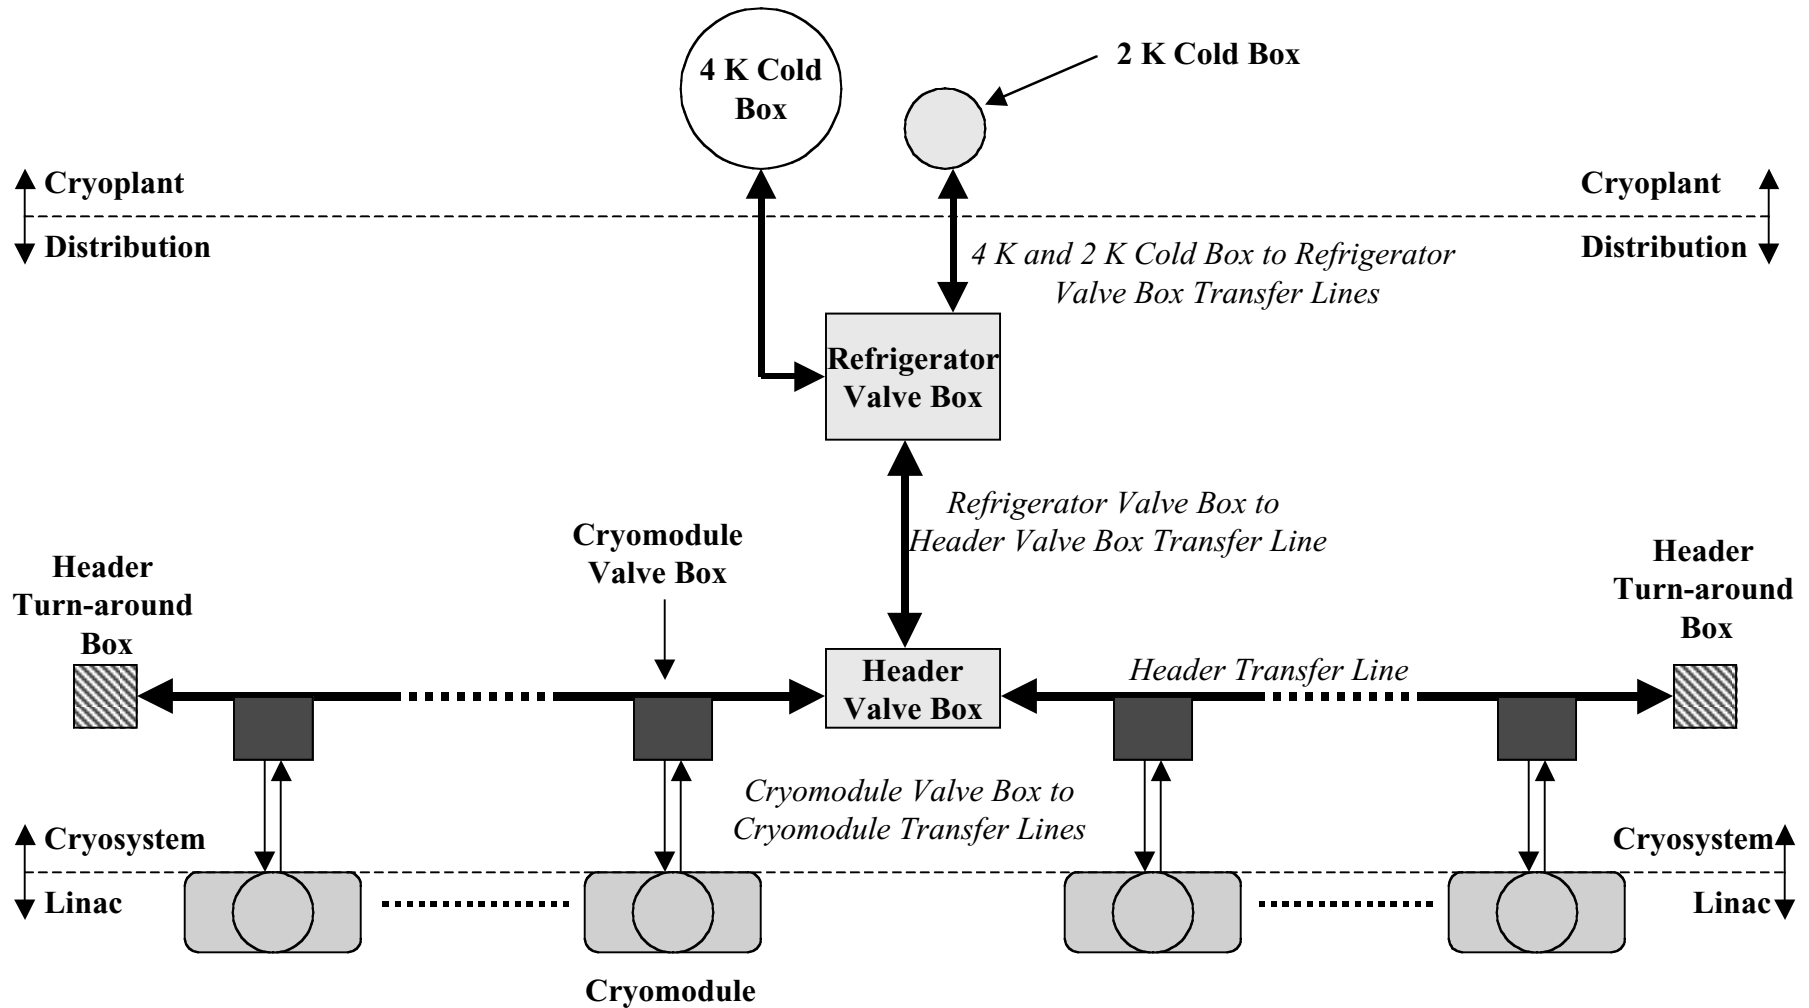 4 K Cold
Box
2 K Cold Box
Cryoplant
Distribution
Cryoplant
Distribution
4 K and 2 K Cold Box to Refrigerator
Valve Box Transfer Lines
Refrigerator
Valve Box
Refrigerator Valve Box to
Header Valve Box Transfer Line
Cryomodule
Valve Box
Header
Turn-around
Box
Header
Turn-around
Box
Header
Valve Box
Header Transfer Line
Cryomodule Valve Box to
Cryomodule Transfer Lines
Cryosystem
Linac
Cryosystem
Linac
Cryomodule